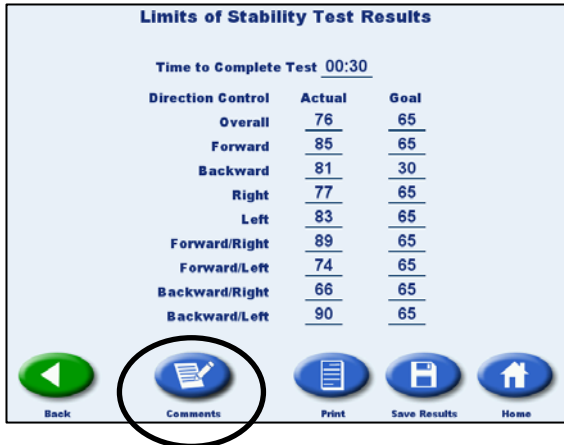 Limits of Stability Test Results
Time to Complete Test 00:30
Direction Control Actual Goal
Overall 76 65
Forward 85 65
Backward 81 30
Right 77 65
Left 83 65
Forward/Right 89 65
Forward/Left 74 65
Backward/Right 66 65
Backward/Left 90 65
Back Comments Print Save Results Home